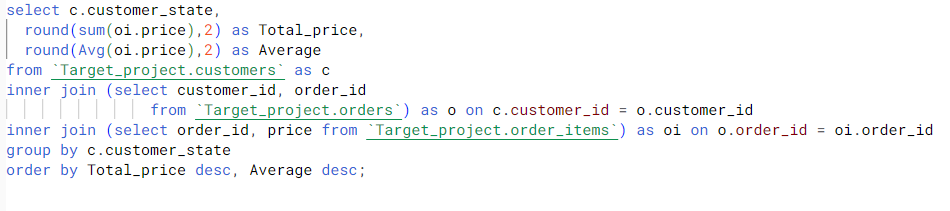 select c.customer_state,
round(sum(oi.price),2) as Total_price,
round(Avg(oi.price),2) as Average
from `Target_project.customers` as c
inner join (select customer_id, order_id
from `Target_project.orders`) as o on c.customer_id = o.customer_id
inner join (select order_id, price from `Target_project.order_items`) as oi on o.order_id = oi.order_id
group by c.customer_state
order by Total_price desc, Average desc;